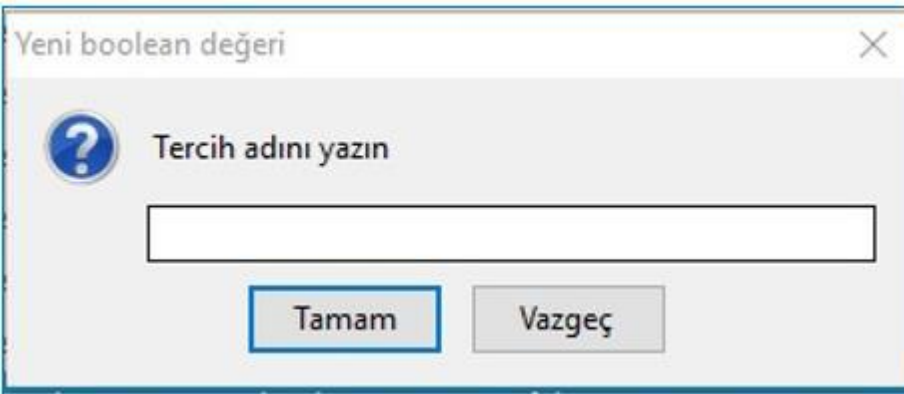 Yeni boolean değeri
Tercih adını yazın
Tamam
Vazgeç